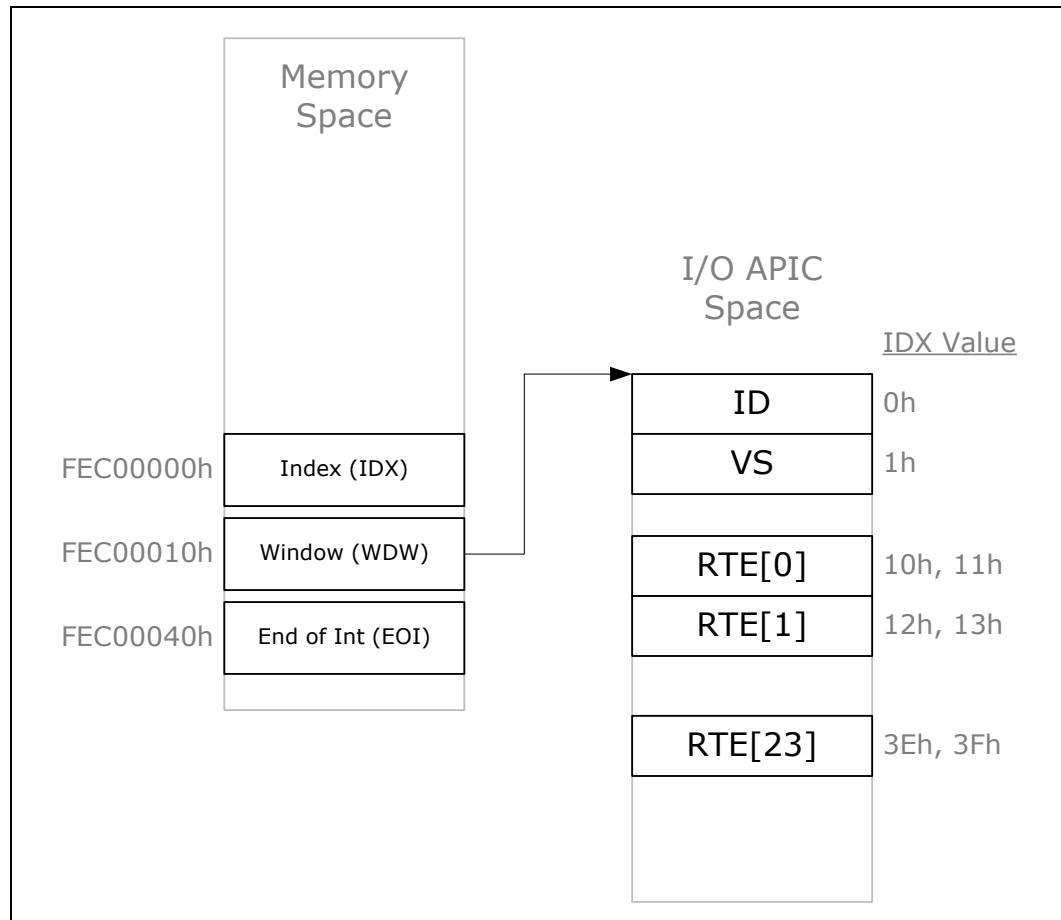 Memory
Space
I/O APIC
Space
IDX Value
ID
0h
VS
1h
FEC00000h
Index (IDX)
FEC00010h
Window (WDW)
RTE[0]
10h, 11h
RTE[1]
12h, 13h
FEC00040h
End of Int (EOI)
RTE[23]
3Eh, 3Fh